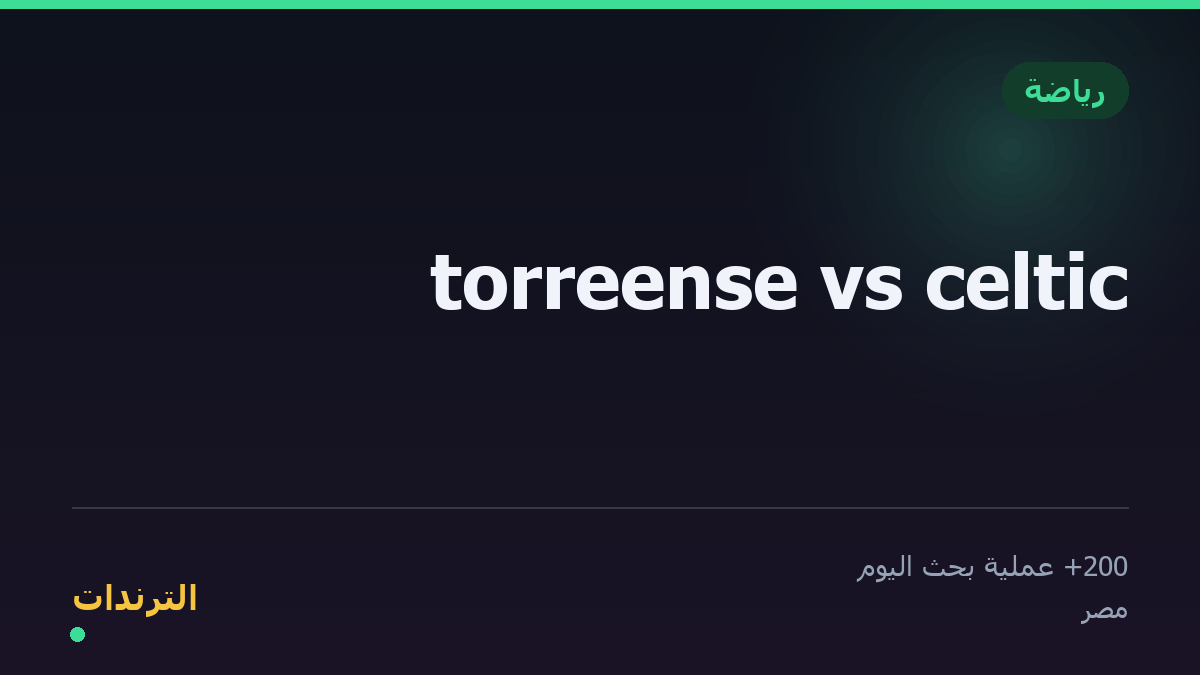 رياضة
torreense vs celtic
200+ عملية بحث اليوم
مصر
الترندات